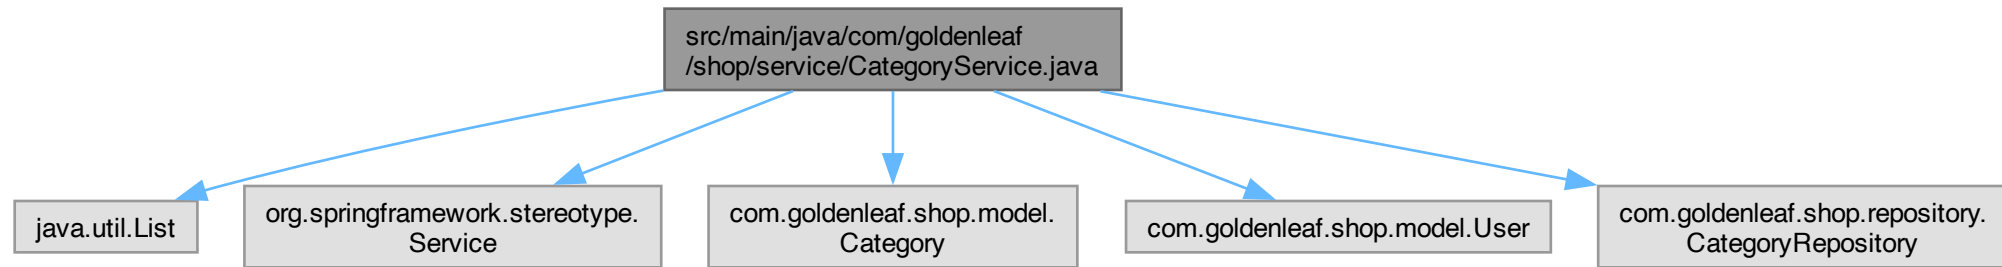 src/main/java/com/goldenleaf
/shop/service/CategoryService.java
java.util.List
org.springframework.stereotype.
Service
com.goldenleaf.shop.model.
Category
com.goldenleaf.shop.model.User
com.goldenleaf.shop.repository.
CategoryRepository